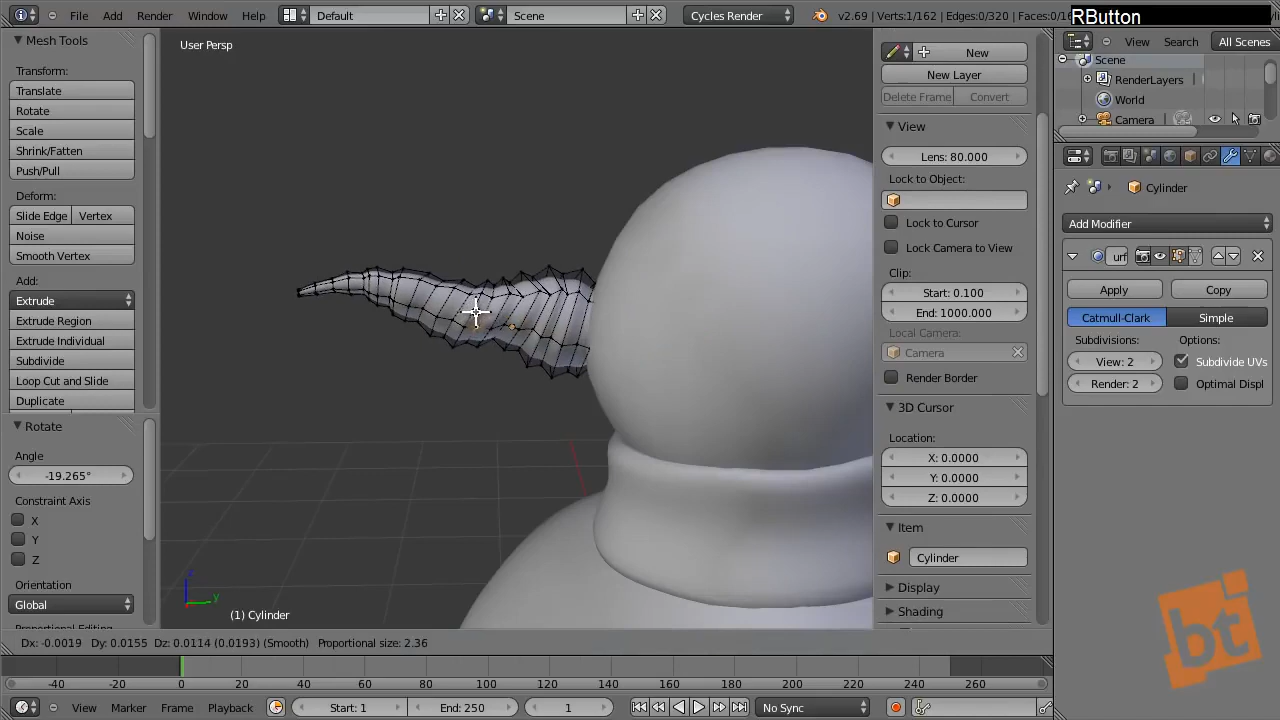 File Add Render Window Help Default Scene Cycles Render v2.69 | Verts:1/162 | Edges:0/320 | Faces:0/16
RButton
Mesh Tools
Transform:
Translate
Rotate
Scale
Shrink/Fatten
Push/Pull
Deform:
Slide Edge Vertex
Noise
Smooth Vertex
Add:
Extrude
Extrude Region
Extrude Individual
Subdivide
Loop Cut and Slide
Duplicate
Rotate
Angle
-19.265°
Constraint Axis
X
Y
Z
Orientation
Global
User Persp
z
y
(1) Cylinder
New
New Layer
Delete Frame Convert
View
Lens: 80.000
Lock to Object:
Lock to Cursor
Lock Camera to View
Clip:
Start: 0.100
End: 1000.000
Local Camera:
Camera
Render Border
3D Cursor
Location:
X: 0.0000
Y: 0.0000
Z: 0.0000
Item
Cylinder
Display
Shading
View Search All Scenes
Scene
RenderLayers
World
Camera
Cylinder
Add Modifier
urf
Apply Copy
Catmull-Clark Simple
Subdivisions: Options:
View: 2 Subdivide UVs
Render: 2 Optimal Displ
Dx: -0.0019 Dy: 0.0155 Dz: 0.0114 (0.0193) (Smooth) Proportional size: 2.36
-40 -20 0 20 40 60 80 100 120 140 160 180 200 220 240 260
View Marker Frame Playback Start: 1 End: 250 1 No Sync
bt